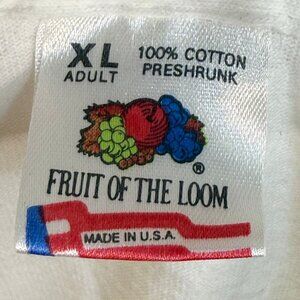 XL 100% COTTON
ADULT PRESHRUNK
®
FRUIT OF THE LOOM
MADE IN U.S.A.